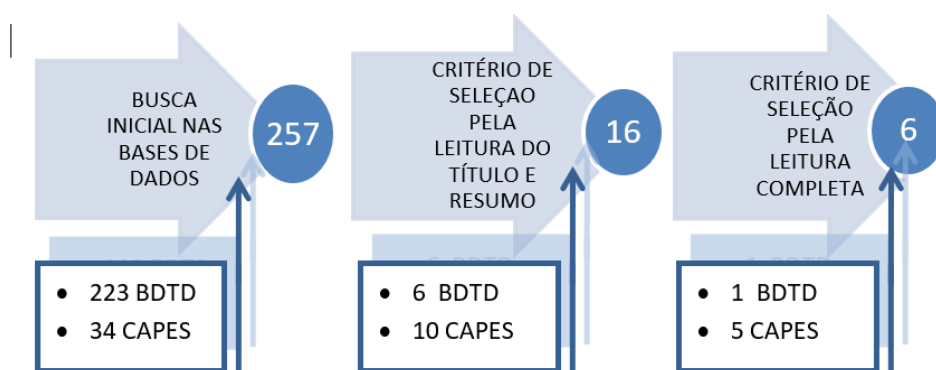 BUSCA
INICIAL NAS
BASES DE
DADOS
257
• 223 BDTD
• 34 CAPES
CRITÉRIO DE
SELEÇAO
PELA
LEITURA DO
TÍTULO E
RESUMO
16
• 6 BDTD
• 10 CAPES
CRITÉRIO DE
SELEÇÃO
PELA
LEITURA
COMPLETA
6
• 1 BDTD
• 5 CAPES